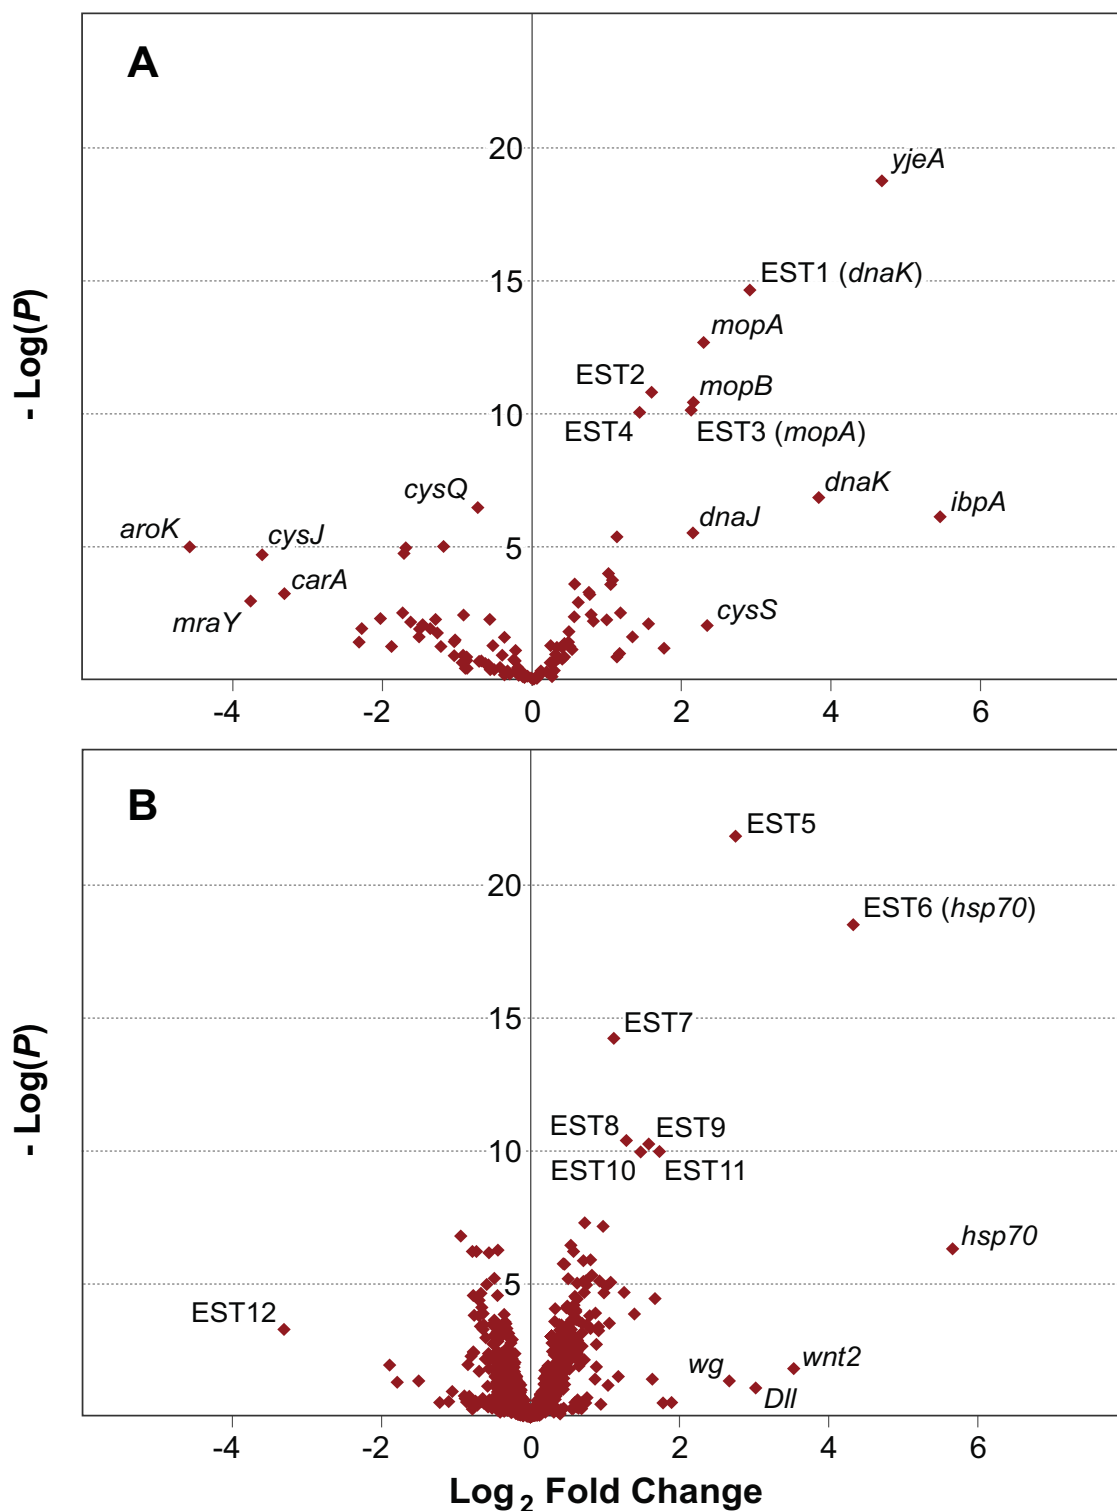 A
20
yjeA
15
EST1 (dnaK)
mopA
EST2
mopB
10
EST4
EST3 (mopA)
cysQ
dnaK
ibpA
aroK
cysJ
dnaJ
5
carA
mraY
cysS
-4 -2 0 2 4 6
- Log(P)
B
EST5
20
EST6 (hsp70)
15
EST7
EST8
EST9
10
EST10
EST11
hsp70
5
EST12
wg
wnt2
Dll
-4 -2 0 2 4 6
- Log(P)
Log2 Fold Change